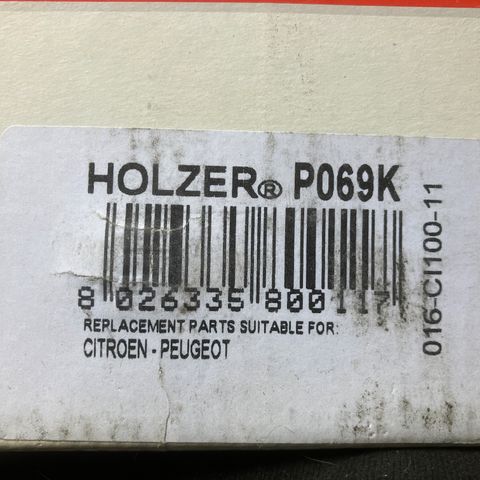 HOLZER® P069K
8 026335 800117
REPLACEMENT PARTS SUITABLE FOR:
CITROEN - PEUGEOT
016-CI100-11